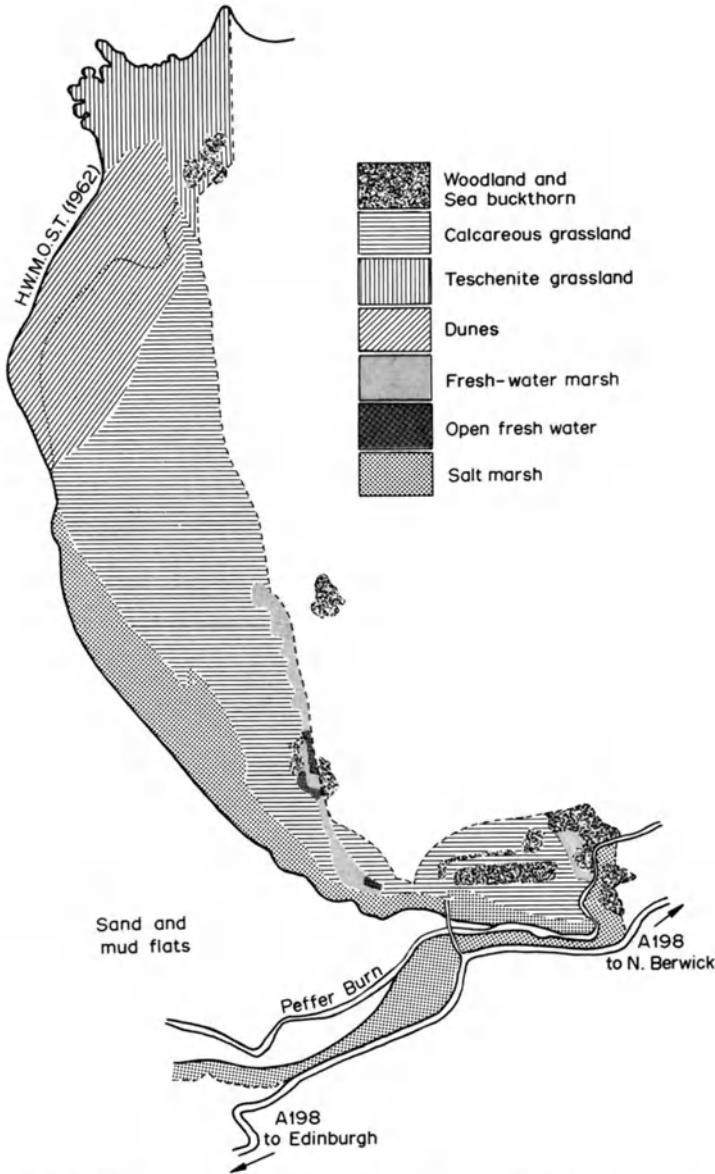 H.W.M.O.S.T. (1962)
Woodland and
Sea buckthorn
Calcareous grassland
Teschenite grassland
Dunes
Fresh-water marsh
Open fresh water
Salt marsh
Sand and
mud flats
Peffer Burn
A198
to N. Berwick
A198
to Edinburgh